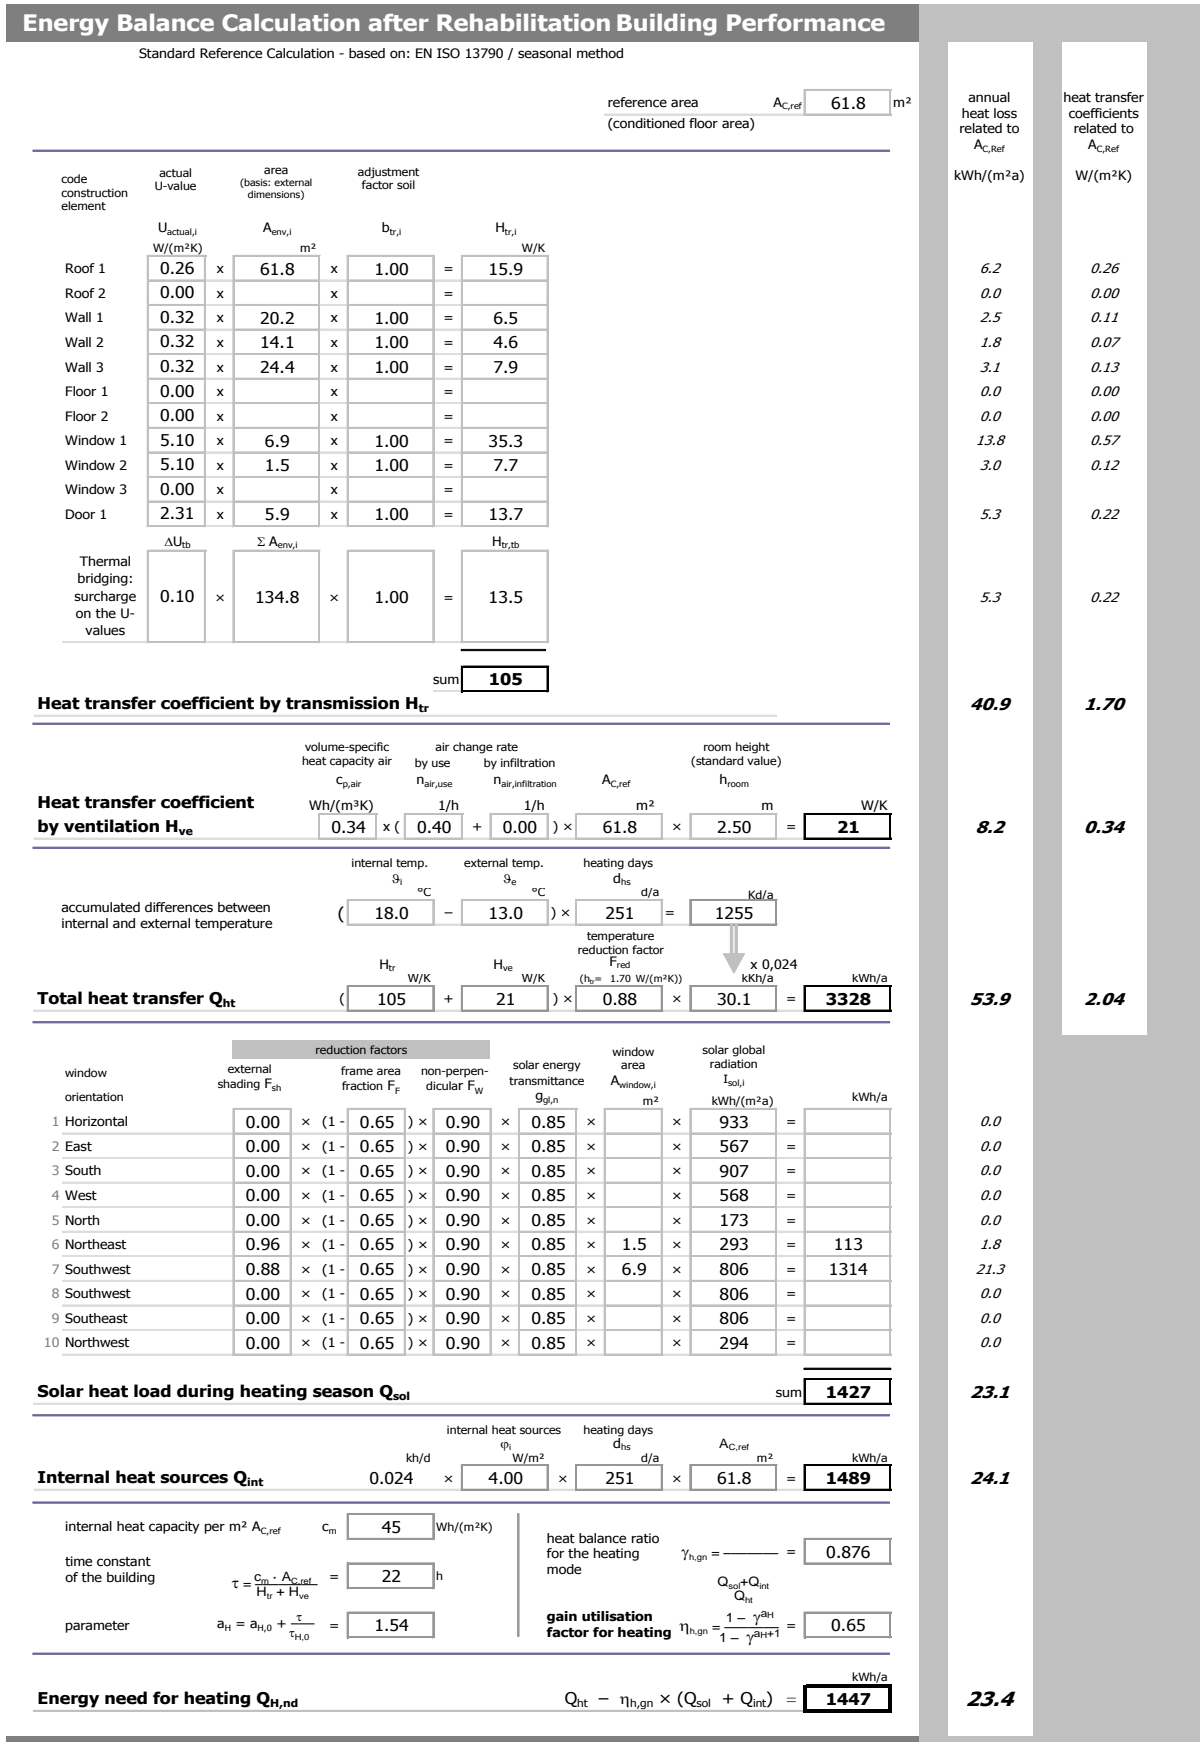 Energy Balance Calculation after Rehabilitation Building Performance
Standard Reference Calculation - based on: EN ISO 13790 / seasonal method
reference area A_C,ref 61.8 m²
(conditioned floor area)
annual heat loss related to A_C,Ref
kWh/(m²a)
heat transfer coefficients related to A_C,Ref
W/(m²K)
code construction element
actual U-value
area (basis: external dimensions)
adjustment factor soil
U_actual,i A_env,i b_tr,i H_tr,i
W/(m²K) m² W/K
Roof 1 0.26 x 61.8 x 1.00 = 15.9 6.2 0.26
Roof 2 0.00 x x = 0.0 0.00
Wall 1 0.32 x 20.2 x 1.00 = 6.5 2.5 0.11
Wall 2 0.32 x 14.1 x 1.00 = 4.6 1.8 0.07
Wall 3 0.32 x 24.4 x 1.00 = 7.9 3.1 0.13
Floor 1 0.00 x x = 0.0 0.00
Floor 2 0.00 x x = 0.0 0.00
Window 1 5.10 x 6.9 x 1.00 = 35.3 13.8 0.57
Window 2 5.10 x 1.5 x 1.00 = 7.7 3.0 0.12
Window 3 0.00 x x =
Door 1 2.31 x 5.9 x 1.00 = 13.7 5.3 0.22
ΔU_tb Σ A_env,i H_tr,tb
Thermal bridging: surcharge on the U-values 0.10 × 134.8 × 1.00 = 13.5 5.3 0.22
sum 105
Heat transfer coefficient by transmission H_tr 40.9 1.70
volume-specific heat capacity air
air change rate
by use by infiltration
room height (standard value)
c_p,air n_air,use n_air,infiltration A_C,ref h_room
Wh/(m³K) 1/h 1/h m² m W/K
Heat transfer coefficient
by ventilation H_ve 0.34 x ( 0.40 + 0.00 ) × 61.8 × 2.50 = 21 8.2 0.34
internal temp. external temp. heating days
ϑ_i ϑ_e d_hs
°C °C d/a Kd/a
accumulated differences between internal and external temperature ( 18.0 − 13.0 ) × 251 = 1255
temperature reduction factor
H_tr H_ve F_red x 0,024
W/K W/K (h_tr= 1.70 W/(m²K)) kKh/a kWh/a
Total heat transfer Q_ht ( 105 + 21 ) × 0.88 × 30.1 = 3328 53.9 2.04
reduction factors
window orientation
external shading F_sh
frame area fraction F_F
non-perpen-dicular F_W
solar energy transmittance g_gl,n
window area A_window,i m²
solar global radiation I_sol,i kWh/(m²a)
kWh/a
1 Horizontal 0.00 × (1 - 0.65 ) × 0.90 × 0.85 × × 933 = 0.0
2 East 0.00 × (1 - 0.65 ) × 0.90 × 0.85 × × 567 = 0.0
3 South 0.00 × (1 - 0.65 ) × 0.90 × 0.85 × × 907 = 0.0
4 West 0.00 × (1 - 0.65 ) × 0.90 × 0.85 × × 568 = 0.0
5 North 0.00 × (1 - 0.65 ) × 0.90 × 0.85 × × 173 = 0.0
6 Northeast 0.96 × (1 - 0.65 ) × 0.90 × 0.85 × 1.5 × 293 = 113 1.8
7 Southwest 0.88 × (1 - 0.65 ) × 0.90 × 0.85 × 6.9 × 806 = 1314 21.3
8 Southwest 0.00 × (1 - 0.65 ) × 0.90 × 0.85 × × 806 = 0.0
9 Southeast 0.00 × (1 - 0.65 ) × 0.90 × 0.85 × × 806 = 0.0
10 Northwest 0.00 × (1 - 0.65 ) × 0.90 × 0.85 × × 294 = 0.0
Solar heat load during heating season Q_sol sum 1427 23.1
internal heat sources heating days
φ_i d_hs A_C,ref
kh/d W/m² d/a m² kWh/a
Internal heat sources Q_int 0.024 × 4.00 × 251 × 61.8 = 1489 24.1
internal heat capacity per m² A_C,ref c_m 45 Wh/(m²K)
time constant of the building τ = c_m · A_C,ref / H_tr + H_ve = 22 h
parameter a_H = a_H,0 + τ / τ_H,0 = 1.54
heat balance ratio for the heating mode γ_h,gn = = 0.876
Q_sol+Q_int
Q_ht
gain utilisation factor for heating η_h,gn = 1 − γ^aH / 1 − γ^aH+1 = 0.65
kWh/a
Energy need for heating Q_H,nd Q_ht − η_h,gn × (Q_sol + Q_int) = 1447 23.4